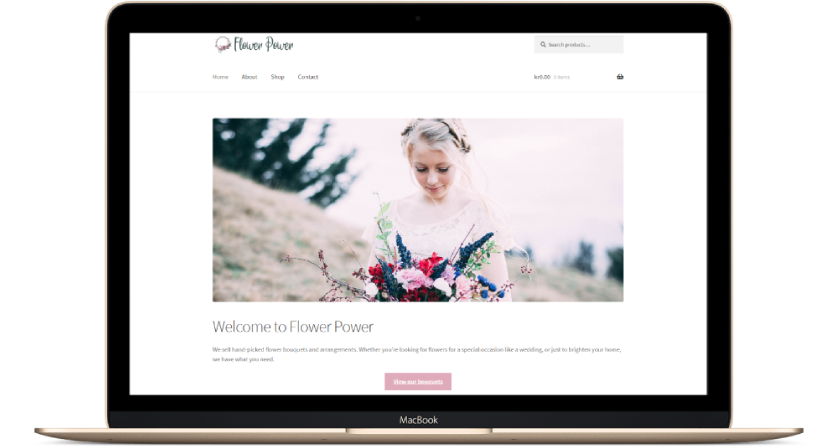 Flower Power
Search products…
Home About Shop Contact
kr0.00 0 items
Welcome to Flower Power
We sell hand-picked flower bouquets and arrangements. Whether you're looking for flowers for a special occasion like a wedding, or just to brighten your home,
we have what you need.
View our bouquets
MacBook